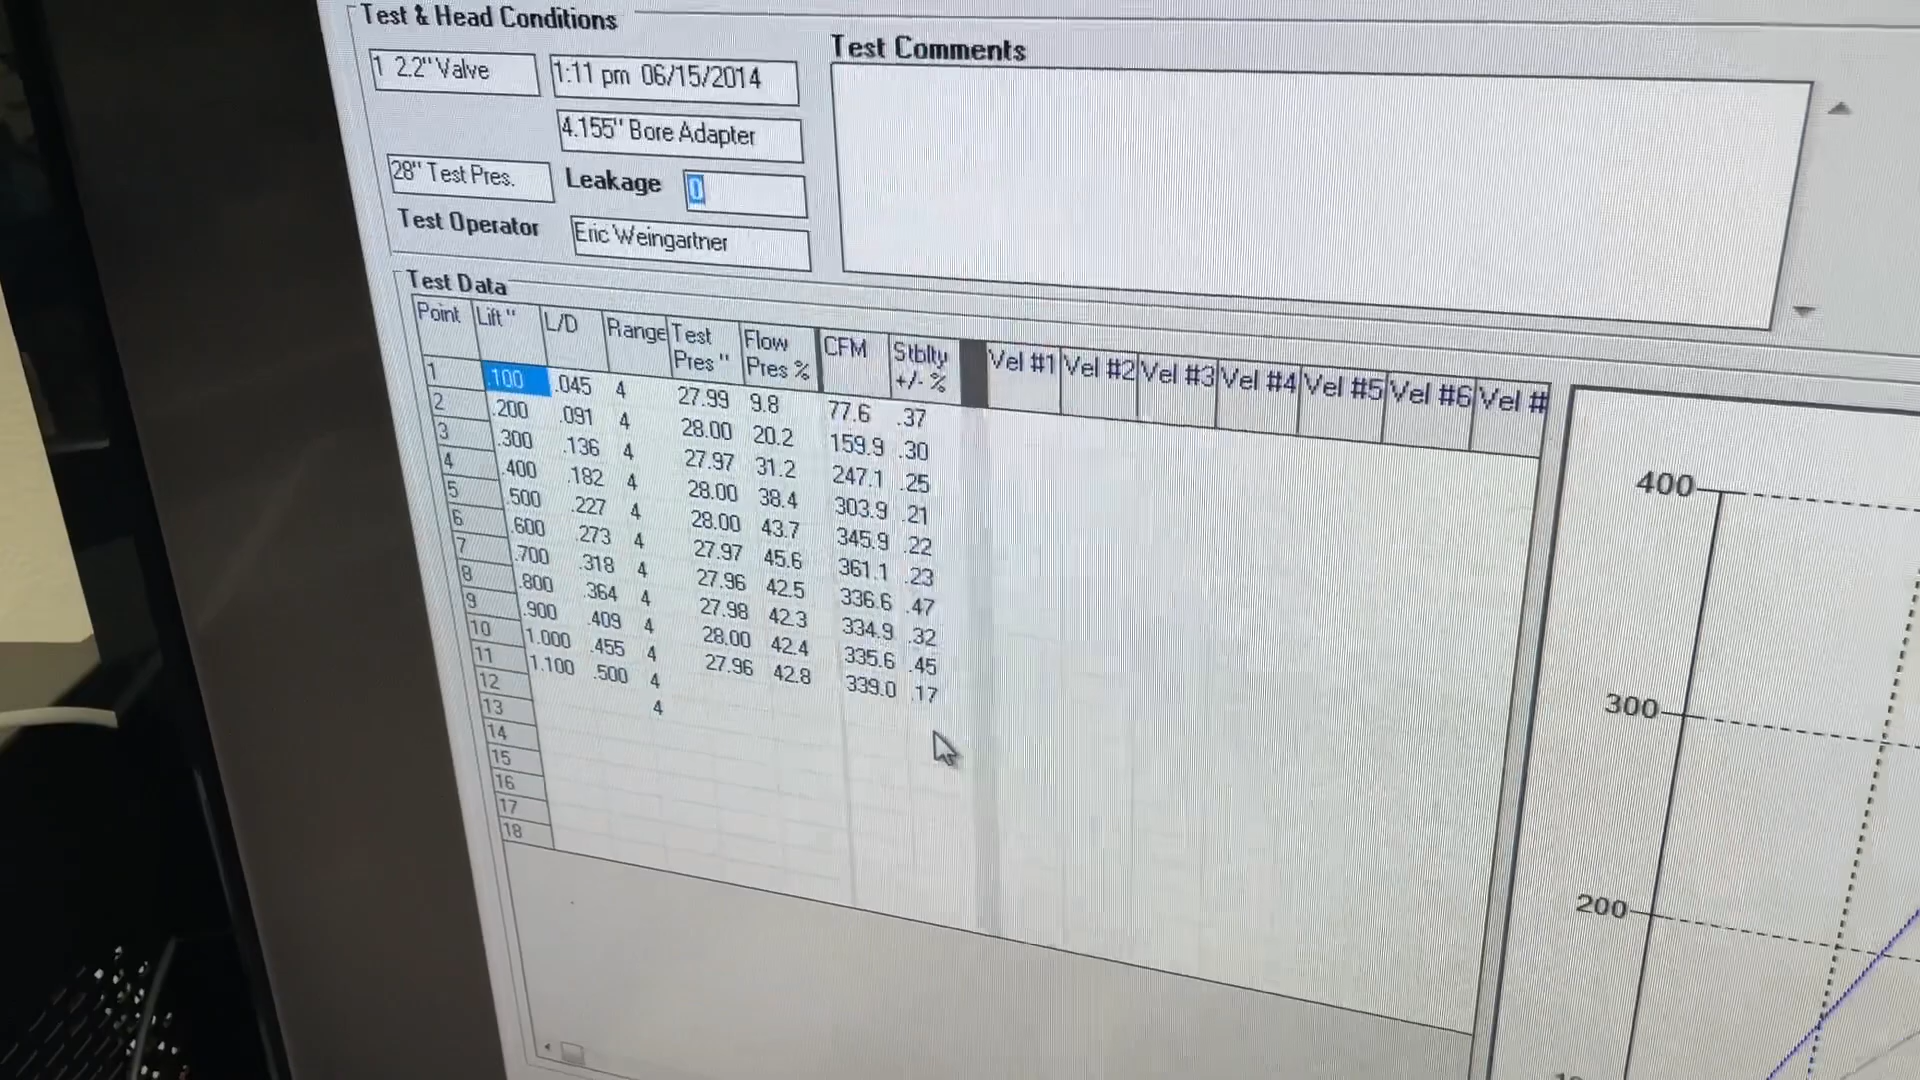 Test & Head Conditions
Test Comments
1 2.2" Valve 1:11 pm 06/15/2014
4.155" Bore Adapter
28" Test Pres. Leakage 0
Test Operator Eric Weingartner
Test Data
Point Lift" L/D Range Test Pres " Flow Pres % CFM Stblty +/- % Vel #1 Vel #2 Vel #3 Vel #4 Vel #5 Vel #6 Vel #
1 .100 .045 4 27.99 9.8 77.6 .37
2 .200 .091 4 28.00 20.2 159.9 .30
3 .300 .136 4 27.97 31.2 247.1 .25
4 .400 .182 4 28.00 38.4 303.9 .21
5 .500 .227 4 28.00 43.7 345.9 .22
6 .600 .273 4 27.97 45.6 361.1 .23
7 .700 .318 4 27.96 42.5 336.6 .47
8 .800 .364 4 27.98 42.3 334.9 .32
9 .900 .409 4 28.00 42.4 335.6 .45
10 1.000 .455 4 27.96 42.8 339.0 .17
11 1.100 .500 4
12 4
13
14
15
16
17
18
400
300
200